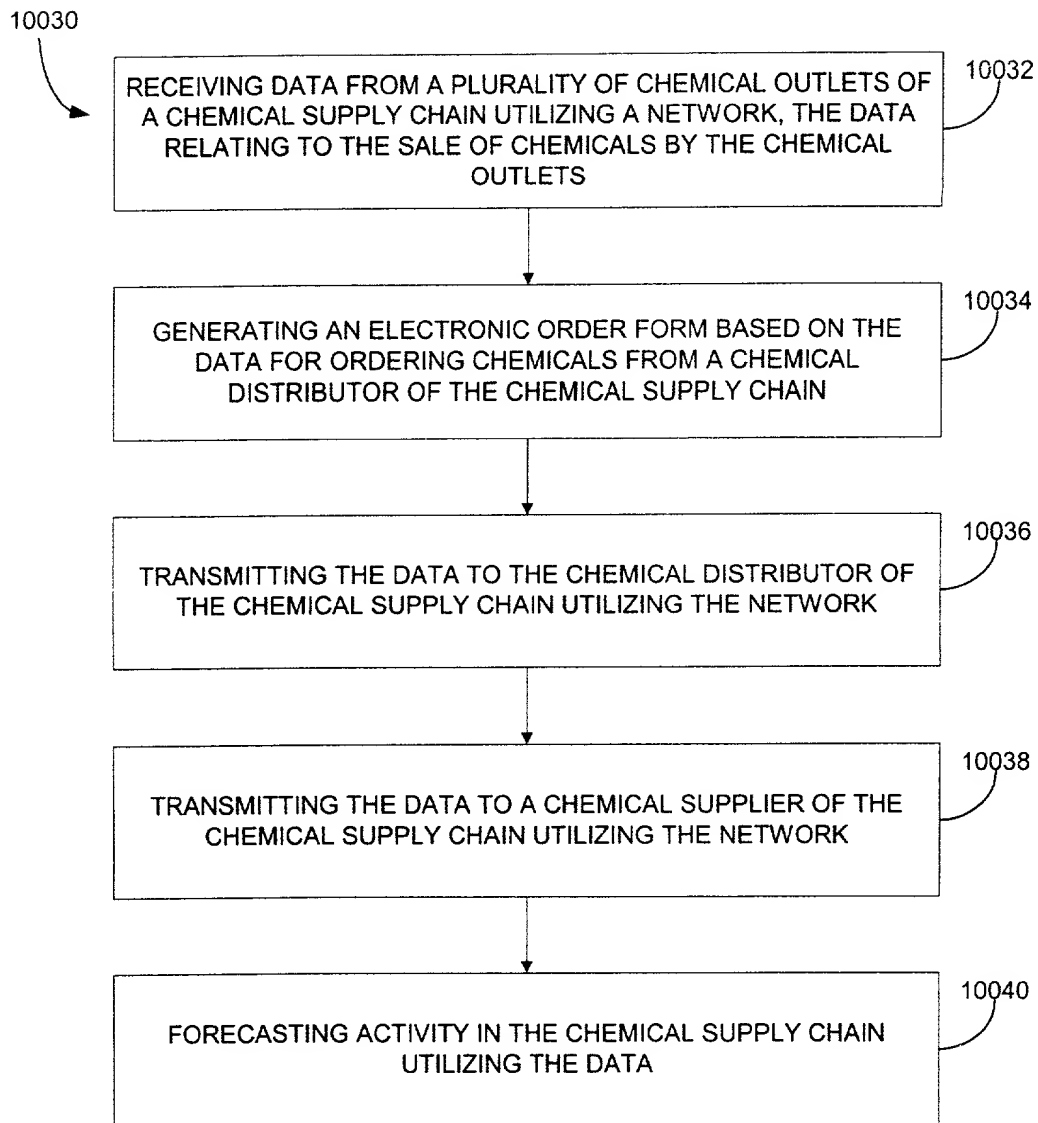 10030
10032
RECEIVING DATA FROM A PLURALITY OF CHEMICAL OUTLETS OF
A CHEMICAL SUPPLY CHAIN UTILIZING A NETWORK, THE DATA
RELATING TO THE SALE OF CHEMICALS BY THE CHEMICAL
OUTLETS
10034
GENERATING AN ELECTRONIC ORDER FORM BASED ON THE
DATA FOR ORDERING CHEMICALS FROM A CHEMICAL
DISTRIBUTOR OF THE CHEMICAL SUPPLY CHAIN
10036
TRANSMITTING THE DATA TO THE CHEMICAL DISTRIBUTOR OF
THE CHEMICAL SUPPLY CHAIN UTILIZING THE NETWORK
10038
TRANSMITTING THE DATA TO A CHEMICAL SUPPLIER OF THE
CHEMICAL SUPPLY CHAIN UTILIZING THE NETWORK
10040
FORECASTING ACTIVITY IN THE CHEMICAL SUPPLY CHAIN
UTILIZING THE DATA